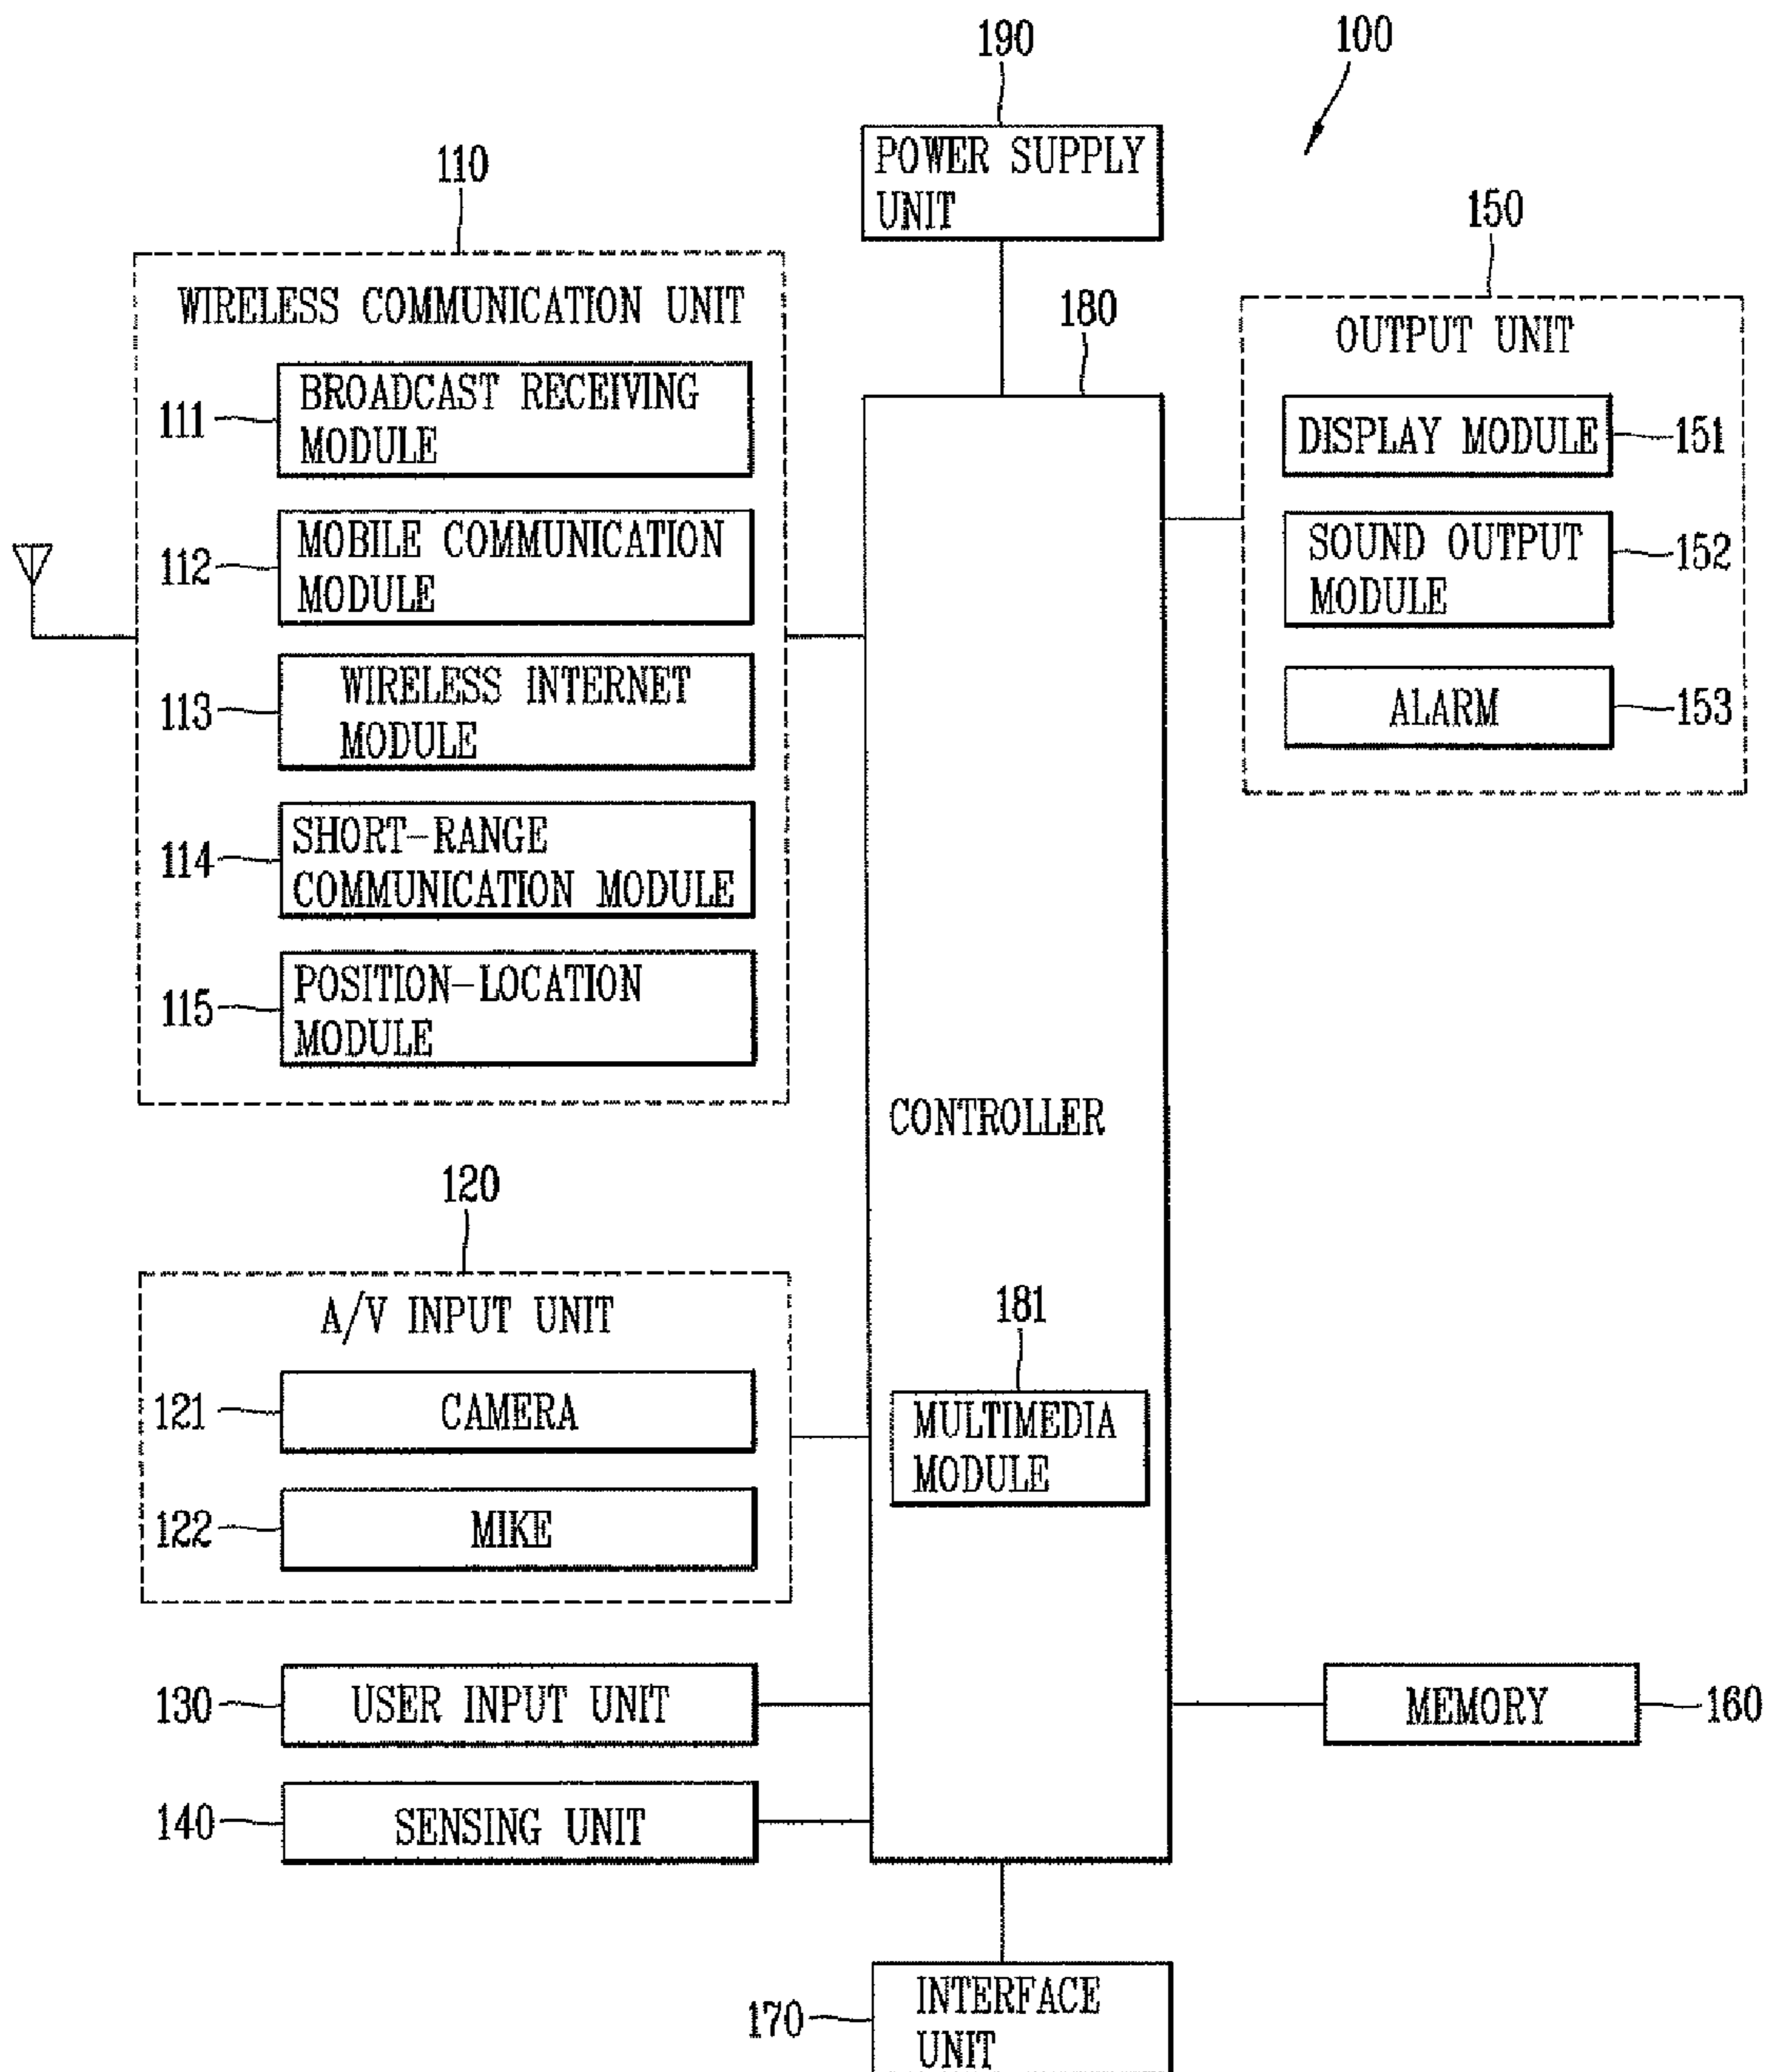 190
100
POWER SUPPLY
UNIT
110
WIRELESS COMMUNICATION UNIT
111
BROADCAST RECEIVING
MODULE
112
MOBILE COMMUNICATION
MODULE
113
WIRELESS INTERNET
MODULE
114
SHORT-RANGE
COMMUNICATION MODULE
115
POSITION-LOCATION
MODULE
180
CONTROLLER
150
OUTPUT UNIT
DISPLAY MODULE
151
SOUND OUTPUT
MODULE
152
ALARM
153
120
A/V INPUT UNIT
121
CAMERA
122
MIKE
181
MULTIMEDIA
MODULE
130
USER INPUT UNIT
140
SENSING UNIT
MEMORY
160
170
INTERFACE
UNIT